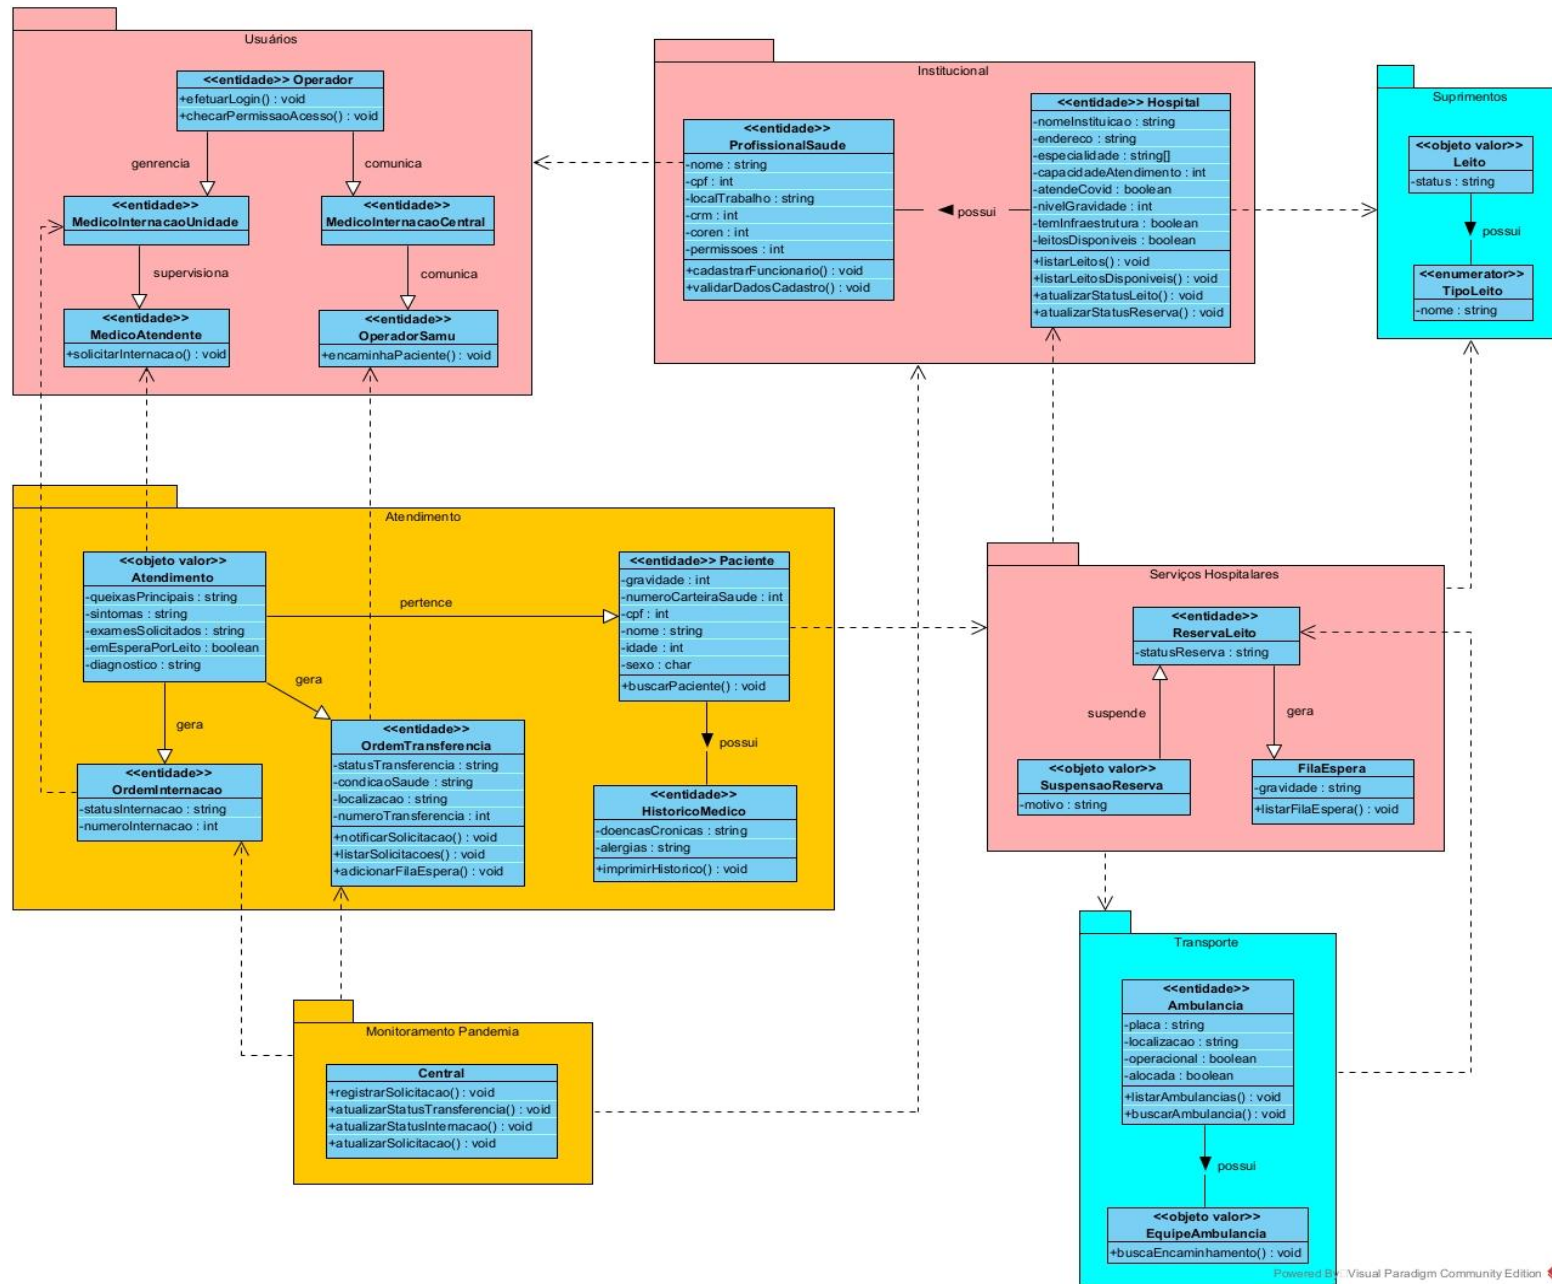 Usuários
<<entidade>> Operador
+efetuarLogin() : void
+checarPermissaoAcesso() : void
genrencia
comunica
<<entidade>>
MedicoInternacaoUnidade
<<entidade>>
MedicoInternacaoCentral
supervisiona
comunica
<<entidade>>
MedicoAtendente
+solicitarInternacao() : void
<<entidade>>
OperadorSamu
+encaminhaPaciente() : void
Institucional
<<entidade>>
ProfissionalSaude
-nome : string
-cpf : int
-localTrabalho : string
-crm : int
-coren : int
-permissoes : int
+cadastrarFuncionario() : void
+validarDadosCadastro() : void
possui
<<entidade>> Hospital
-nomeInstituicao : string
-endereco : string
-especialidade : string[]
-capacidadeAtendimento : int
-atendeCovid : boolean
-nivelGravidade : int
-temInfraestrutura : boolean
-leitosDisponiveis : boolean
+listarLeitos() : void
+listarLeitosDisponiveis() : void
+atualizarStatusLeito() : void
+atualizarStatusReserva() : void
Suprimentos
<<objeto valor>>
Leito
-status : string
possui
<<enumerator>>
TipoLeito
-nome : string
Atendimento
<<objeto valor>>
Atendimento
-queixasPrincipais : string
-sintomas : string
-examesSolicitados : string
-emEsperaPorLeito : boolean
-diagnostico : string
pertence
gera
gera
<<entidade>> Paciente
-gravidade : int
-numeroCarteiraSaude : int
-cpf : int
-nome : string
-idade : int
-sexo : char
+buscarPaciente() : void
possui
<<entidade>>
OrdemInternacao
-statusInternacao : string
-numeroInternacao : int
<<entidade>>
OrdemTransferencia
-statusTransferencia : string
-condicaoSaude : string
-localizacao : string
-numeroTransferencia : int
+notificarSolicitacao() : void
+listarSolicitacoes() : void
+adicionarFilaEspera() : void
<<entidade>>
HistoricoMedico
-doencasCronicas : string
-alergias : string
+imprimirHistorico() : void
Serviços Hospitalares
<<entidade>>
ReservaLeito
-statusReserva : string
suspende
gera
<<objeto valor>>
SuspensaoReserva
-motivo : string
FilaEspera
-gravidade : string
+listarFilaEspera() : void
Monitoramento Pandemia
Central
+registrarSolicitacao() : void
+atualizarStatusTransferencia() : void
+atualizarStatusInternacao() : void
+atualizarSolicitacao() : void
Transporte
<<entidade>>
Ambulancia
-placa : string
-localizacao : string
-operacional : boolean
-alocada : boolean
+listarAmbulancias() : void
+buscarAmbulancia() : void
possui
<<objeto valor>>
EquipeAmbulancia
+buscaEncaminhamento() : void
Powered By Visual Paradigm Community Edition